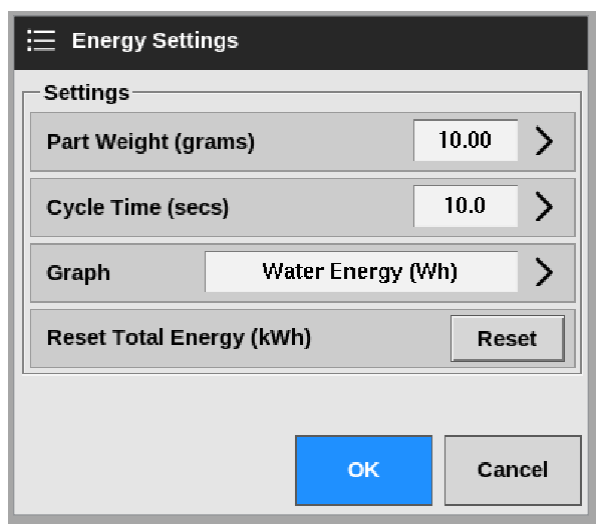 Energy Settings
Settings
Part Weight (grams) 10.00
Cycle Time (secs) 10.0
Graph Water Energy (Wh)
Reset Total Energy (kWh) Reset
OK Cancel